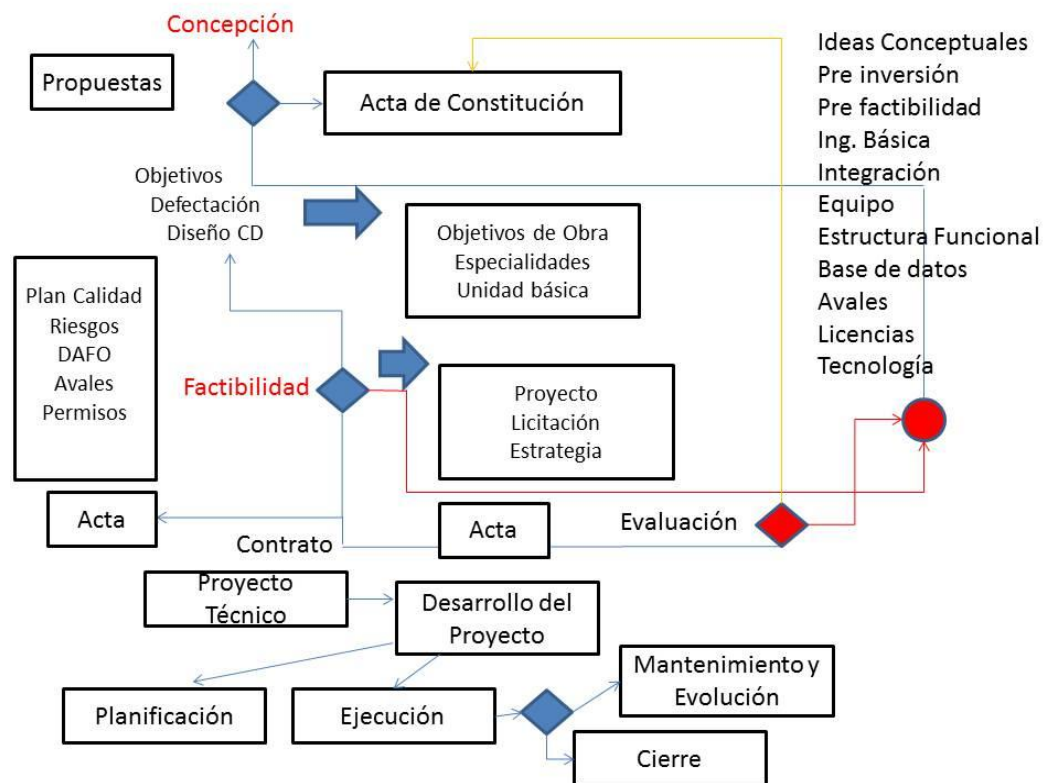 Concepción
Propuestas
Acta de Constitución
Ideas Conceptuales
Pre inversión
Pre factibilidad
Ing. Básica
Integración
Equipo
Estructura Funcional
Base de datos
Avales
Licencias
Tecnología
Objetivos
Defectación
Diseño CD
Objetivos de Obra
Especialidades
Unidad básica
Plan Calidad
Riesgos
DAFO
Avales
Permisos
Factibilidad
Proyecto
Licitación
Estrategia
Acta
Contrato
Acta
Evaluación
Proyecto
Técnico
Desarrollo del
Proyecto
Planificación
Ejecución
Mantenimiento y
Evolución
Cierre